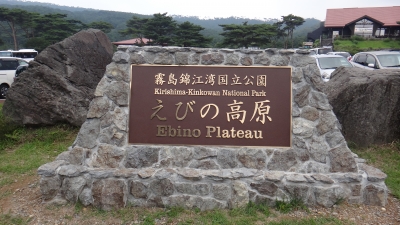 霧島錦江湾国立公園
Kirishima-Kinkowan National Park
えびの高原
Ebino Plateau